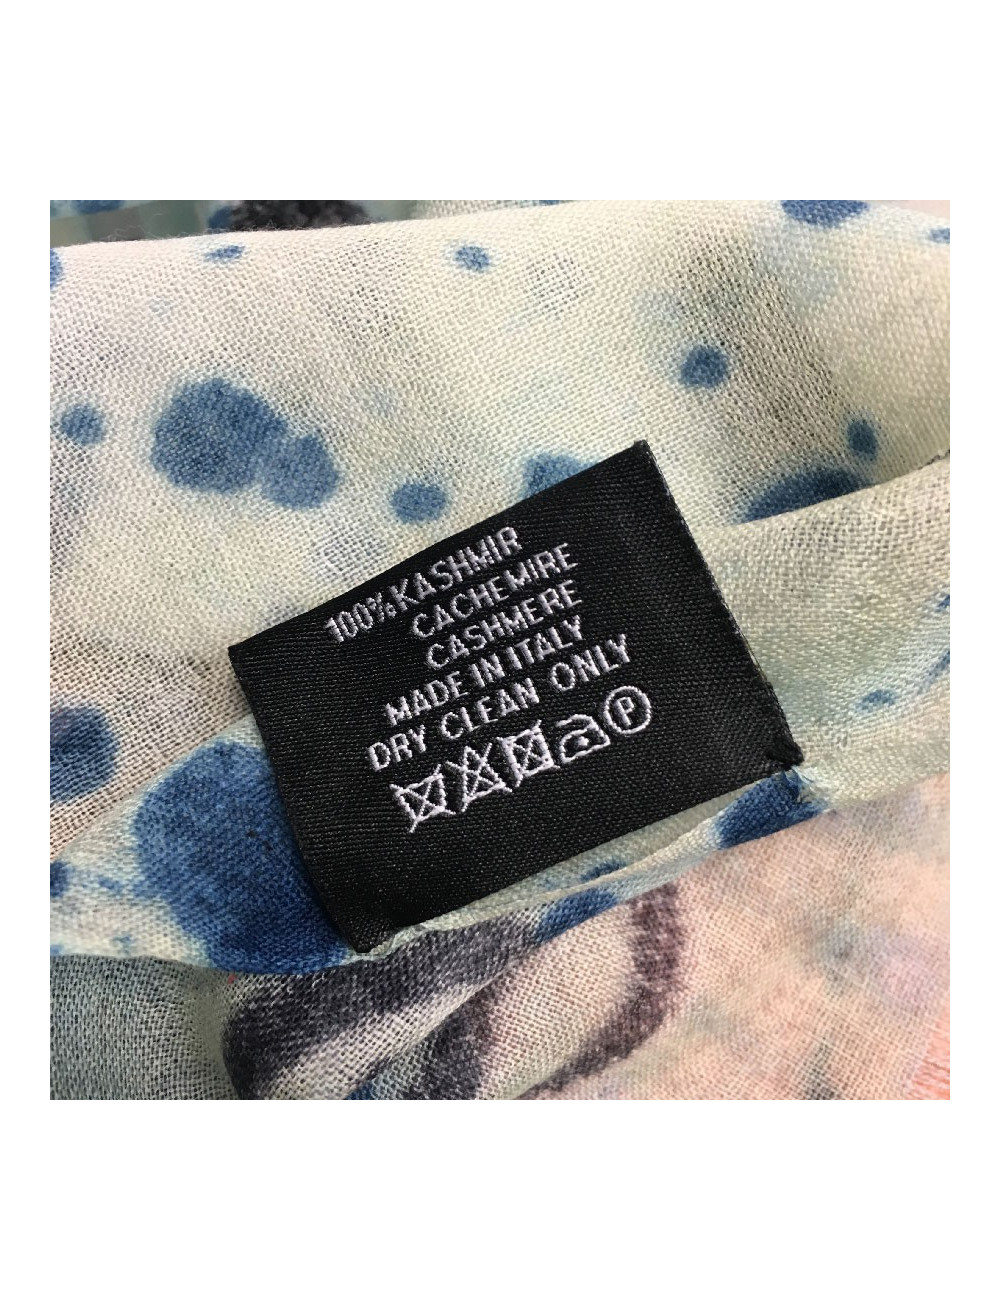 100% KASHMIR
CACHEMIRE
CASHMERE
MADE IN ITALY
DRY CLEAN ONLY
P